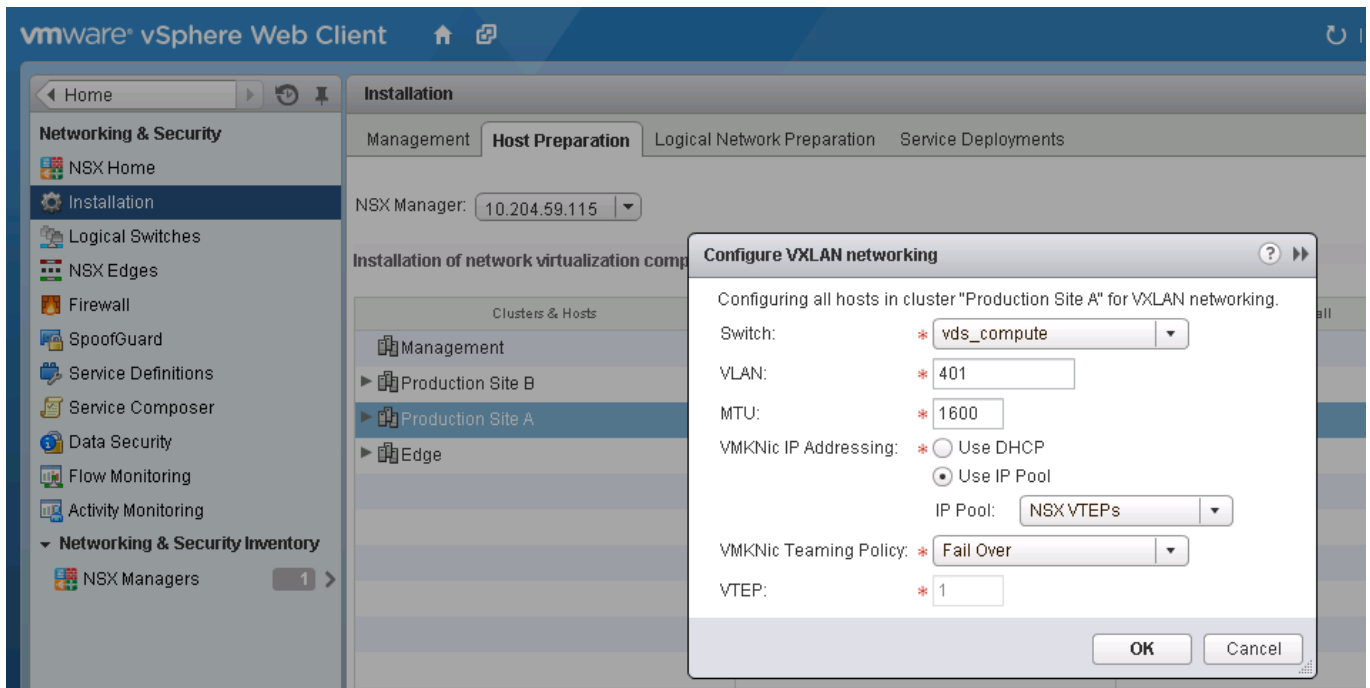 vmware® vSphere Web Client
Home
Networking & Security
NSX Home
Installation
Logical Switches
NSX Edges
Firewall
SpoofGuard
Service Definitions
Service Composer
Data Security
Flow Monitoring
Activity Monitoring
Networking & Security Inventory
NSX Managers 1
Installation
Management Host Preparation Logical Network Preparation Service Deployments
NSX Manager: 10.204.59.115
Installation of network virtualization comp
Clusters & Hosts
all
Management
Production Site B
Production Site A
Edge
Configure VXLAN networking ?
Configuring all hosts in cluster "Production Site A" for VXLAN networking.
Switch: * vds_compute
VLAN: * 401
MTU: * 1600
VMKNic IP Addressing: * Use DHCP
Use IP Pool
IP Pool: NSX VTEPs
VMKNic Teaming Policy: * Fail Over
VTEP: * 1
OK Cancel